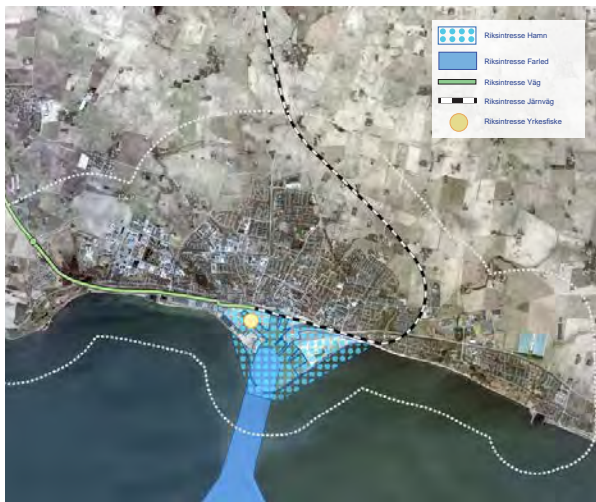 Riksintresse Hamn
Riksintresse Farled
Riksintresse Väg
Riksintresse Järnväg
Riksintresse Yrkesfiske